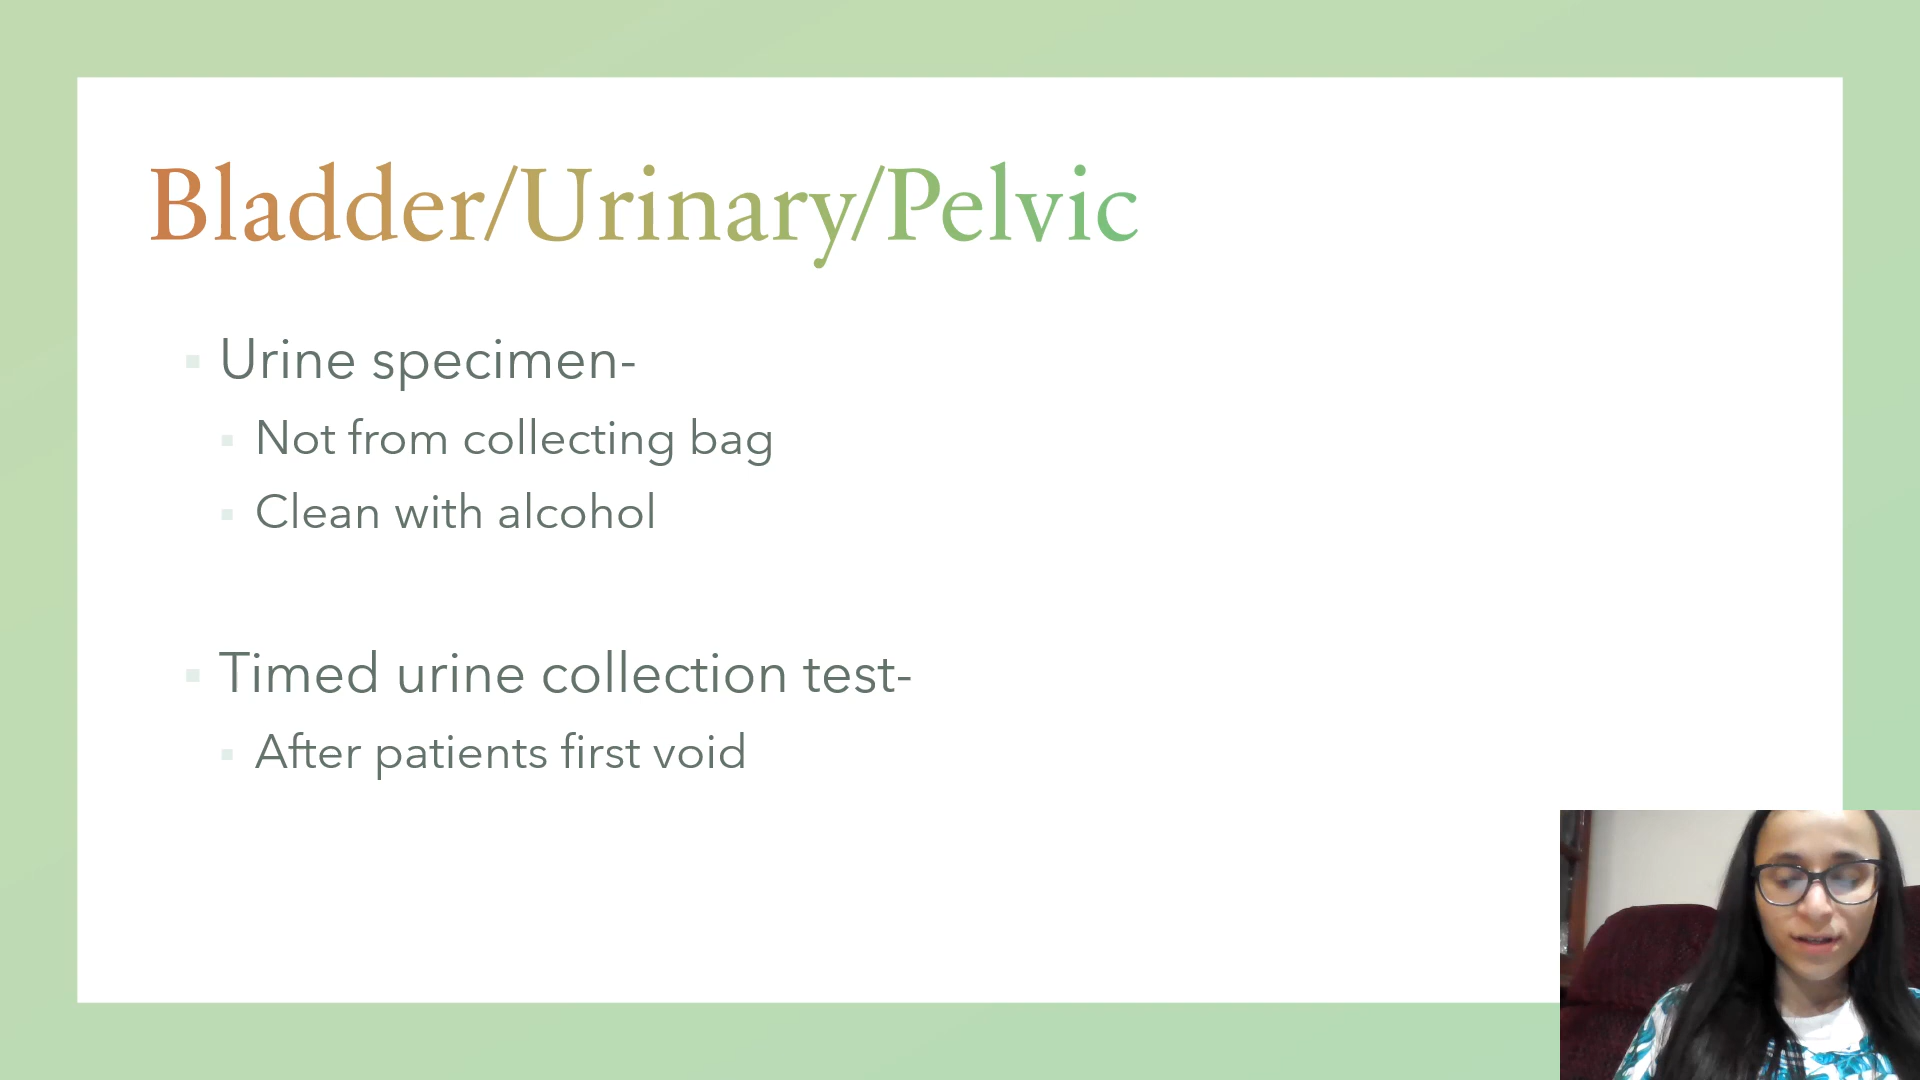 Bladder/Urinary/Pelvic
Urine specimen-
Not from collecting bag
Clean with alcohol
Timed urine collection test-
After patients first void